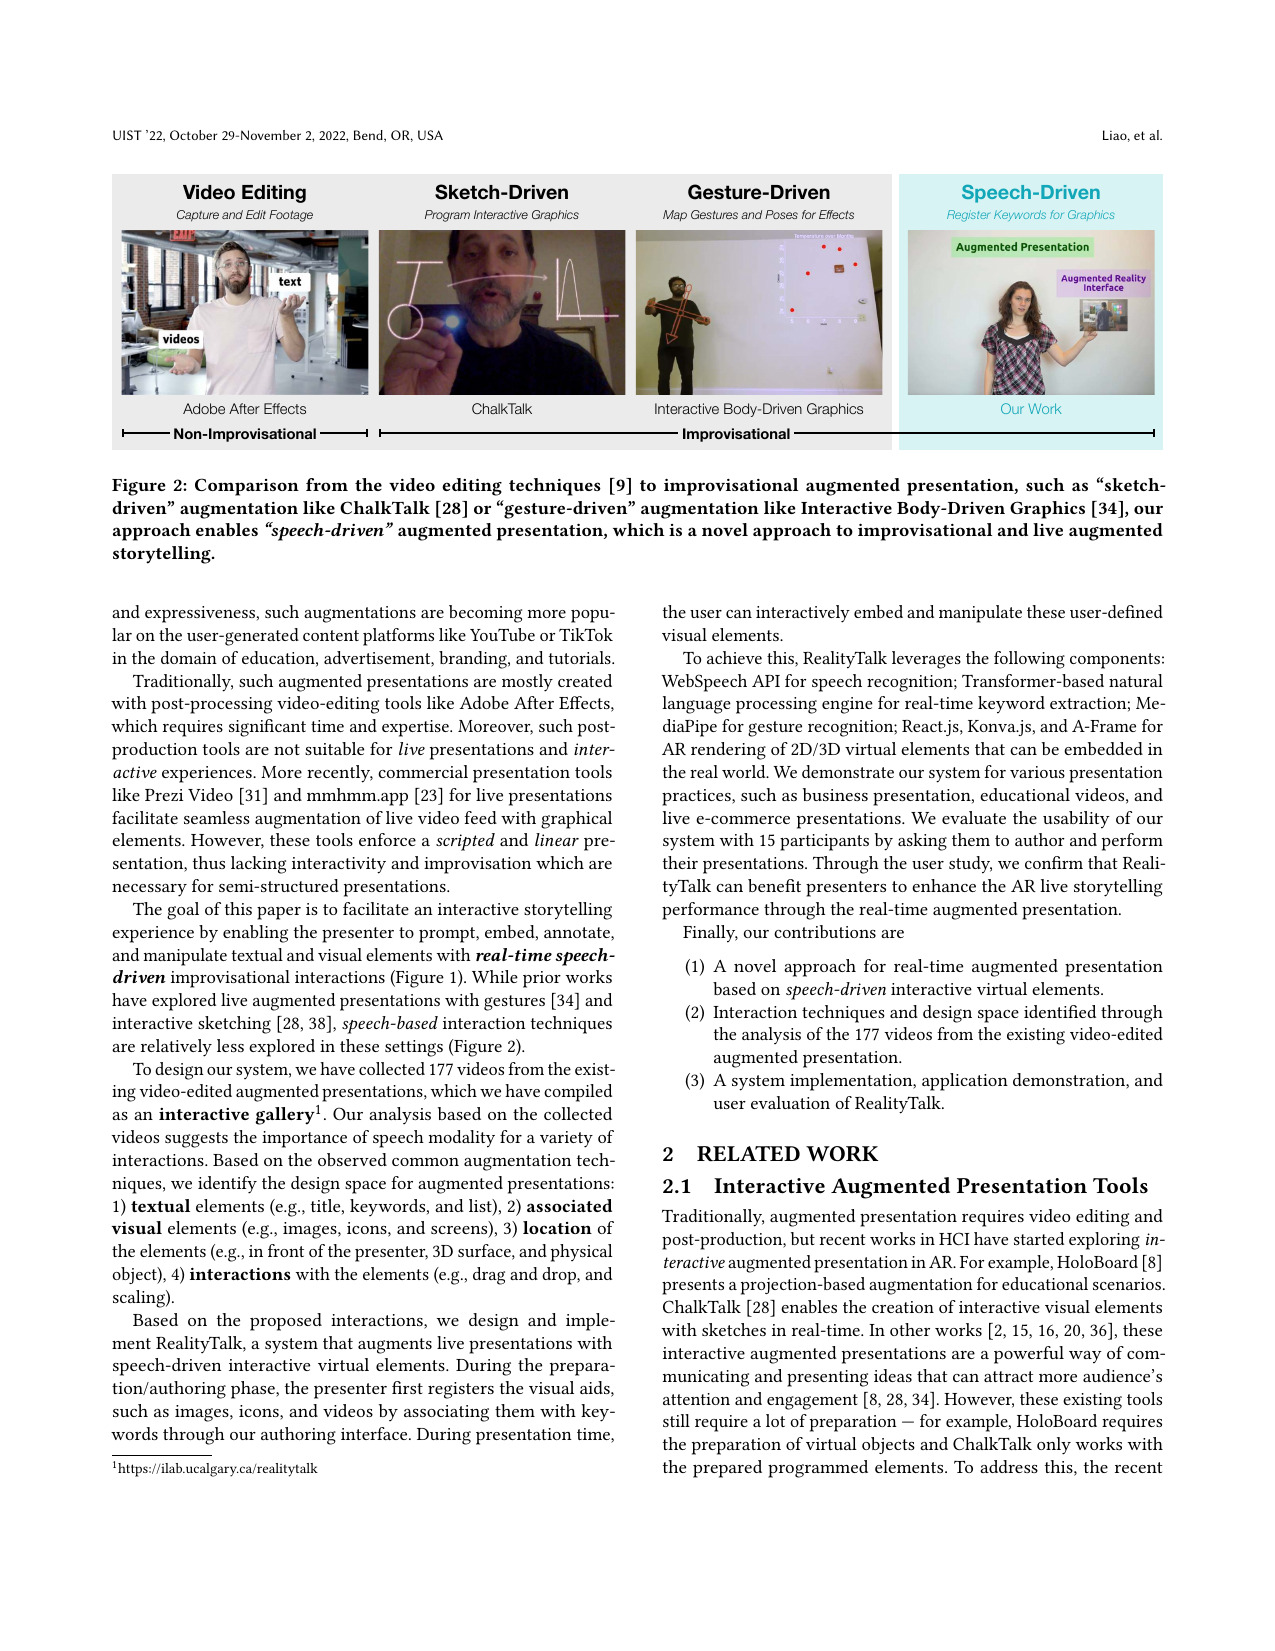 UIST ’22, October 29-November 2, 2022, Bend, OR, USA
Liao, et al.
Video Editing
Capture and Edit Footage
text
videos
Adobe After Effects
Sketch-Driven
Program Interactive Graphics
ChalkTalk
Gesture-Driven
Map Gestures and Poses for Effects
Interactive Body-Driven Graphics
Speech-Driven
Register Keywords for Graphics
Augmented Presentation
Augmented Reality
Interface
Our Work
Non-Improvisational
Improvisational
Figure 2: Comparison from the video editing techniques [9] to improvisational augmented presentation, such as “sketch-
driven” augmentation like ChalkTalk [28] or “gesture-driven” augmentation like Interactive Body-Driven Graphics [34], our
approach enables “speech-driven” augmented presentation, which is a novel approach to improvisational and live augmented
storytelling.
and expressiveness, such augmentations are becoming more popu-
lar on the user-generated content platforms like YouTube or TikTok
in the domain of education, advertisement, branding, and tutorials.
Traditionally, such augmented presentations are mostly created
with post-processing video-editing tools like Adobe After Effects,
which requires significant time and expertise. Moreover, such post-
production tools are not suitable for live presentations and inter-
active experiences. More recently, commercial presentation tools
like Prezi Video [31] and mmhmm.app [23] for live presentations
facilitate seamless augmentation of live video feed with graphical
elements. However, these tools enforce a scripted and linear pre-
sentation, thus lacking interactivity and improvisation which are
necessary for semi-structured presentations.
The goal of this paper is to facilitate an interactive storytelling
experience by enabling the presenter to prompt, embed, annotate,
and manipulate textual and visual elements with real-time speech-
driven improvisational interactions (Figure 1). While prior works
have explored live augmented presentations with gestures [34] and
interactive sketching [28, 38], speech-based interaction techniques
are relatively less explored in these settings (Figure 2).
To design our system, we have collected 177 videos from the exist-
ing video-edited augmented presentations, which we have compiled
as an interactive gallery1. Our analysis based on the collected
videos suggests the importance of speech modality for a variety of
interactions. Based on the observed common augmentation tech-
niques, we identify the design space for augmented presentations:
1) textual elements (e.g., title, keywords, and list), 2) associated
visual elements (e.g., images, icons, and screens), 3) location of
the elements (e.g., in front of the presenter, 3D surface, and physical
object), 4) interactions with the elements (e.g., drag and drop, and
scaling).
Based on the proposed interactions, we design and imple-
ment RealityTalk, a system that augments live presentations with
speech-driven interactive virtual elements. During the prepara-
tion/authoring phase, the presenter first registers the visual aids,
such as images, icons, and videos by associating them with key-
words through our authoring interface. During presentation time,
1https://ilab.ucalgary.ca/realitytalk
the user can interactively embed and manipulate these user-defined
visual elements.
To achieve this, RealityTalk leverages the following components:
WebSpeech API for speech recognition; Transformer-based natural
language processing engine for real-time keyword extraction; Me-
diaPipe for gesture recognition; React.js, Konva.js, and A-Frame for
AR rendering of 2D/3D virtual elements that can be embedded in
the real world. We demonstrate our system for various presentation
practices, such as business presentation, educational videos, and
live e-commerce presentations. We evaluate the usability of our
system with 15 participants by asking them to author and perform
their presentations. Through the user study, we confirm that Reali-
tyTalk can benefit presenters to enhance the AR live storytelling
performance through the real-time augmented presentation.
Finally, our contributions are
(1) A novel approach for real-time augmented presentation
based on speech-driven interactive virtual elements.
(2) Interaction techniques and design space identified through
the analysis of the 177 videos from the existing video-edited
augmented presentation.
(3) A system implementation, application demonstration, and
user evaluation of RealityTalk.
2 RELATED WORK
2.1 Interactive Augmented Presentation Tools
Traditionally, augmented presentation requires video editing and
post-production, but recent works in HCI have started exploring in-
teractive augmented presentation in AR. For example, HoloBoard [8]
presents a projection-based augmentation for educational scenarios.
ChalkTalk [28] enables the creation of interactive visual elements
with sketches in real-time. In other works [2, 15, 16, 20, 36], these
interactive augmented presentations are a powerful way of com-
municating and presenting ideas that can attract more audience’s
attention and engagement [8, 28, 34]. However, these existing tools
still require a lot of preparation — for example, HoloBoard requires
the preparation of virtual objects and ChalkTalk only works with
the prepared programmed elements. To address this, the recent